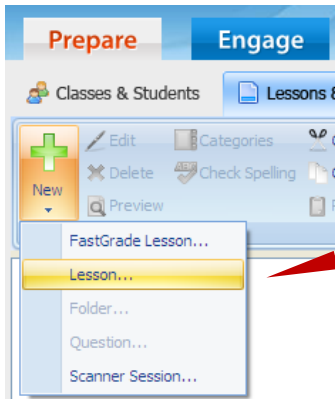 Prepare Engage
Classes & Students Lessons &
New Edit Categories
Delete Check Spelling
Preview
FastGrade Lesson...
Lesson...
Folder...
Question...
Scanner Session...